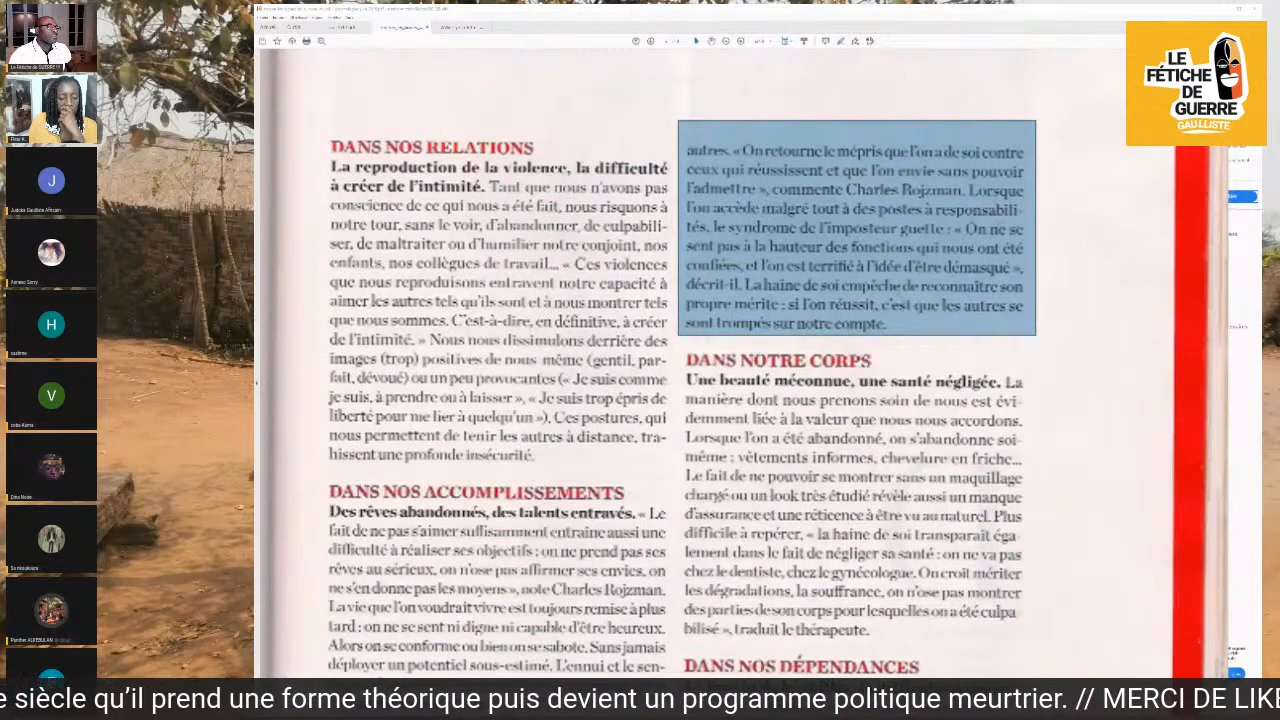 DANS NOS RELATIONS
La reproduction de la violence, la difficulté
à créer de l'intimité. Tant que nous n'avons pas
conscience de ce qui nous a été fait, nous risquons à
notre tour, sans le voir, d'abandonner, de culpabili-
ser, de maltraiter ou d'humilier notre conjoint, nos
enfants, nos collègues de travail... « Ces violences
que nous reproduisons entravent notre capacité à
aimer les autres tels qu'ils sont et à nous montrer tels
que nous sommes. C'est-à-dire, en définitive, à créer
de l'intimité. » Nous nous dissimulons derrière des
images (trop) positives de nous même (gentil, par-
fait, dévoué) ou un peu provocantes (« Je suis comme
je suis, à prendre ou à laisser », « Je suis trop épris de
liberté pour me lier à quelqu'un »). Ces postures, qui
nous permettent de tenir les autres à distance, tra-
hissent une profonde insécurité.
DANS NOS ACCOMPLISSEMENTS
Des rêves abandonnés, des talents entravés. « Le
fait de ne pas s'aimer suffisamment entraîne aussi une
difficulté à réaliser ses objectifs : on ne prend pas ses
rêves au sérieux, on n'ose pas affirmer ses envies, on
ne s'en donne pas les moyens », note Charles Rojzman.
La vie que l'on voudrait vivre est toujours remise à plus
tard : on ne se sent ni digne ni capable d'être heureux.
Alors on se conforme ou bien on se sabote. Sans jamais
déployer un potentiel sous-estimé. L'ennui et le sen-
autres. « On retourne le mépris que l'on a de soi contre
ceux qui réussissent et que l'on envie sans pouvoir
l'admettre », commente Charles Rojzman. Lorsque
l'on accède malgré tout à des postes à responsabili-
tés, le syndrome de l'imposteur guette : « On ne se
sent pas à la hauteur des fonctions qui nous ont été
confiées, et l'on est terrifié à l'idée d'être démasqué »,
décrit-il. La haine de soi empêche de reconnaître son
propre mérite : si l'on réussit, c'est que les autres se
sont trompés sur notre compte.
DANS NOTRE CORPS
Une beauté méconnue, une santé négligée. La
manière dont nous prenons soin de nous est évi-
demment liée à la valeur que nous nous accordons.
Lorsque l'on a été abandonné, on s'abandonne soi-
même : vêtements informes, chevelure en friche...
Le fait de ne pouvoir se montrer sans un maquillage
chargé ou un look très étudié révèle aussi un manque
d'assurance et une réticence à être vu au naturel. Plus
difficile à repérer, « la haine de soi transparaît éga-
lement dans le fait de négliger sa santé : on ne va pas
chez le dentiste, chez le gynécologue. On croit mériter
les dégradations, la souffrance, on n'ose pas montrer
des parties de son corps pour lesquelles on a été culpa-
bilisé », traduit le thérapeute.
DANS NOS DÉPENDANCES
LE
FÉTICHE
DE
GUERRE
GAULLISTE
Le Fétiche de GUERRE
Fleur K.
J
Judoka Gaulliste Africain
Anneso Sorry
H
V
coba Kama
Dina Noire
So nkoukoura
Panther ALKEBULAN
e siècle qu'il prend une forme théorique puis devient un programme politique meurtrier. // MERCI DE LIKE